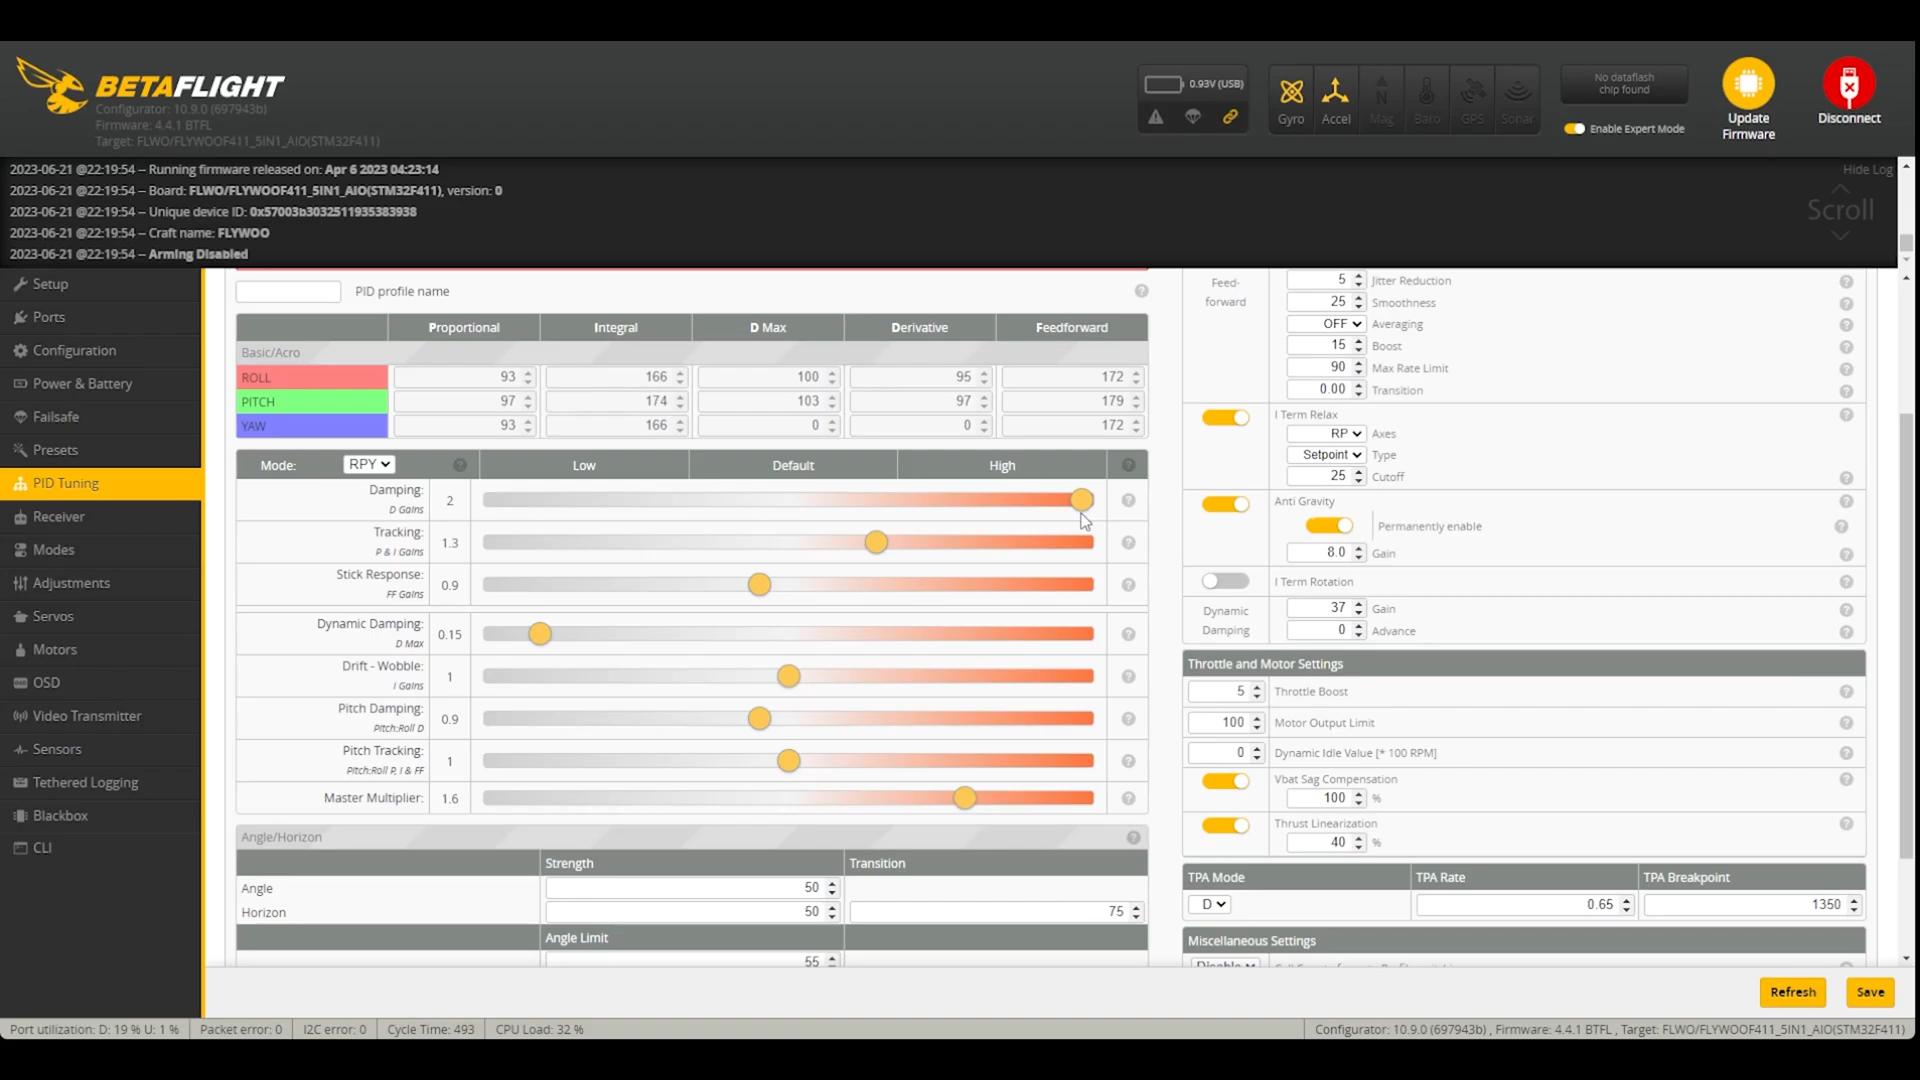 BETAFLIGHT
Configurator: 10.9.0 (697943b)
Firmware: 4.4.1 BTFL
Target: FLWO/FLYWOOF411_5IN1_AIO(STM32F411)
0.93V (USB)
Gyro
Accel
Mag
Baro
GPS
Sonar
No dataflash
chip found
Enable Expert Mode
Update
Firmware
Disconnect
2023-06-21 @22:19:54 -- Running firmware released on: Apr 6 2023 04:23:14
2023-06-21 @22:19:54 -- Board: FLWO/FLYWOOF411_5IN1_AIO(STM32F411), version: 0
2023-06-21 @22:19:54 -- Unique device ID: 0x57003b3032511935383938
2023-06-21 @22:19:54 -- Craft name: FLYWOO
2023-06-21 @22:19:54 -- Arming Disabled
Hide Log
Scroll
Setup
Ports
Configuration
Power & Battery
Failsafe
Presets
PID Tuning
Receiver
Modes
Adjustments
Servos
Motors
OSD
Video Transmitter
Sensors
Tethered Logging
Blackbox
CLI
PID profile name
Proportional Integral D Max Derivative Feedforward
Basic/Acro
ROLL 93 166 100 95 172
PITCH 97 174 103 97 179
YAW 93 166 0 0 172
Mode: RPY Low Default High
Damping:
D Gains
2
Tracking:
P & I Gains
1.3
Stick Response:
FF Gains
0.9
Dynamic Damping:
D Max
0.15
Drift - Wobble:
I Gains
1
Pitch Damping:
Pitch:Roll D
0.9
Pitch Tracking:
Pitch:Roll P, I & FF
1
Master Multiplier: 1.6
Angle/Horizon
Strength Transition
Angle 50
Horizon 50 75
Angle Limit
55
Feed-
forward
5 Jitter Reduction
25 Smoothness
OFF Averaging
15 Boost
90 Max Rate Limit
0.00 Transition
I Term Relax
RP Axes
Setpoint Type
25 Cutoff
Anti Gravity
Permanently enable
8.0 Gain
I Term Rotation
Dynamic
Damping
37 Gain
0 Advance
Throttle and Motor Settings
5 Throttle Boost
100 Motor Output Limit
0 Dynamic Idle Value [* 100 RPM]
Vbat Sag Compensation
100 %
Thrust Linearization
40 %
TPA Mode TPA Rate TPA Breakpoint
D 0.65 1350
Miscellaneous Settings
Refresh
Save
Port utilization: D: 19 % U: 1 % Packet error: 0 I2C error: 0 Cycle Time: 493 CPU Load: 32 %
Configurator: 10.9.0 (697943b) , Firmware: 4.4.1 BTFL , Target: FLWO/FLYWOOF411_5IN1_AIO(STM32F411)